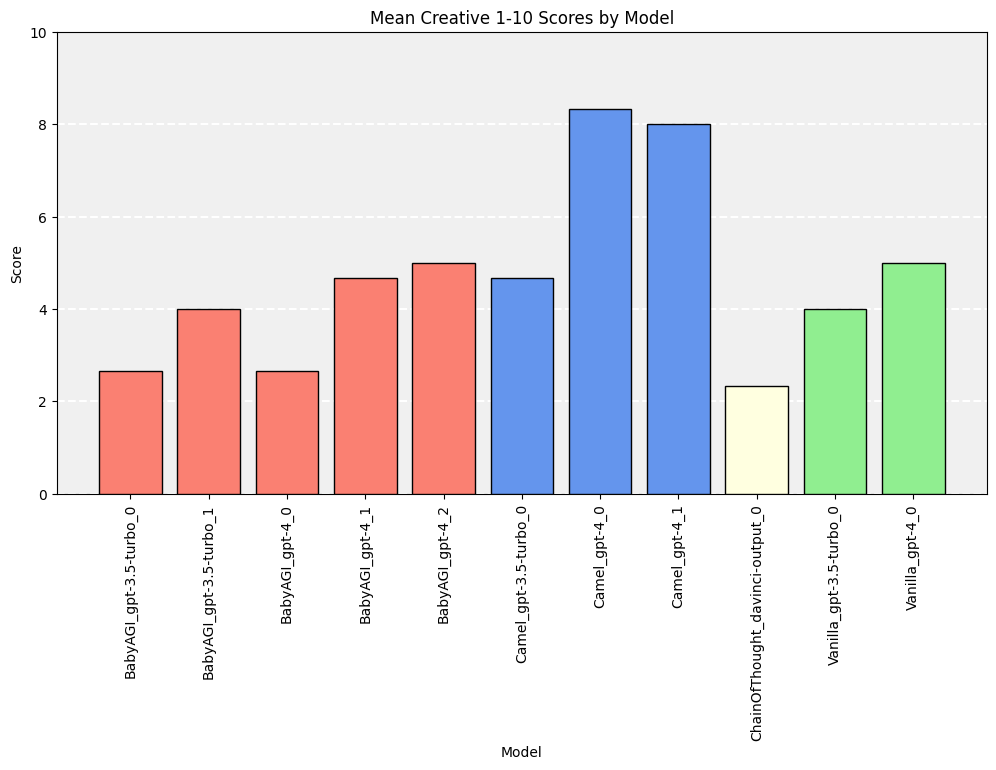 Mean Creative 1-10 Scores by Model
10
8
6
4
2
0
Score
BabyAGI_gpt-3.5-turbo_0
BabyAGI_gpt-3.5-turbo_1
BabyAGI_gpt-4_0
BabyAGI_gpt-4_1
BabyAGI_gpt-4_2
Camel_gpt-3.5-turbo_0
Camel_gpt-4_0
Camel_gpt-4_1
ChainOfThought_davinci-output_0
Vanilla_gpt-3.5-turbo_0
Vanilla_gpt-4_0
Model